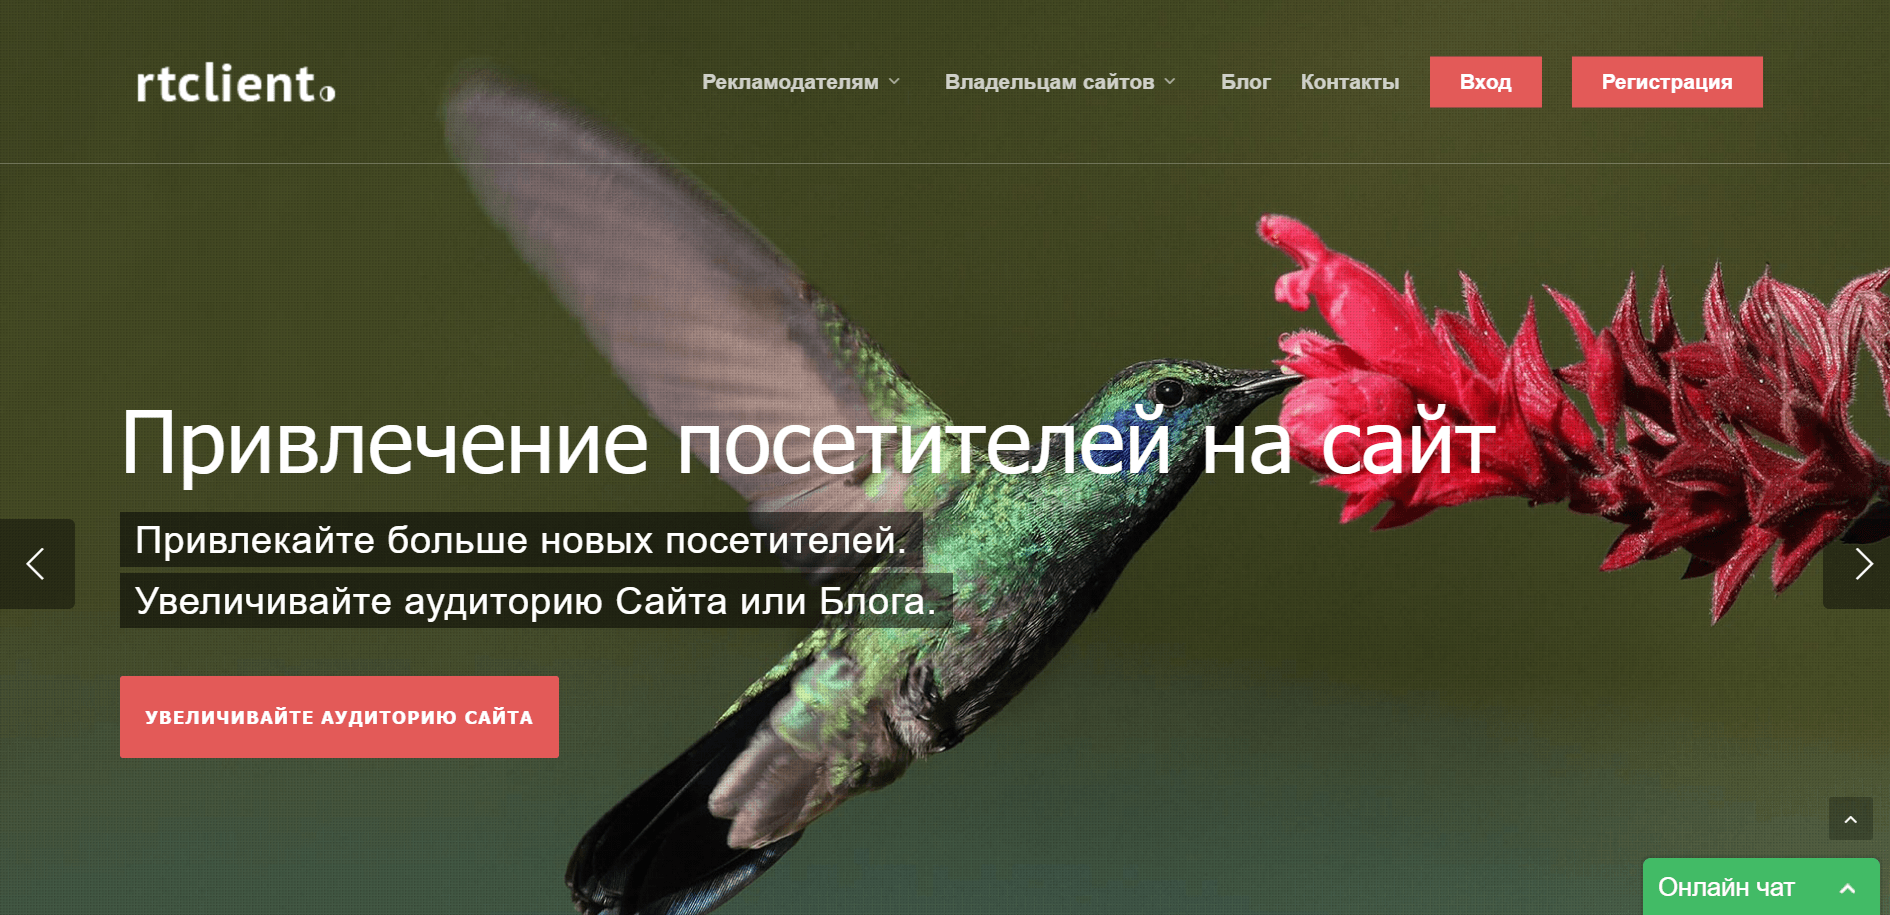 rtclient.
Рекламодателям
Владельцам сайтов
Блог
Контакты
Вход
Регистрация
Привлечение посетителей на сайт
Привлекайте больше новых посетителей.
Увеличивайте аудиторию Сайта или Блога.
УВЕЛИЧИВАЙТЕ АУДИТОРИЮ САЙТА
Онлайн чат